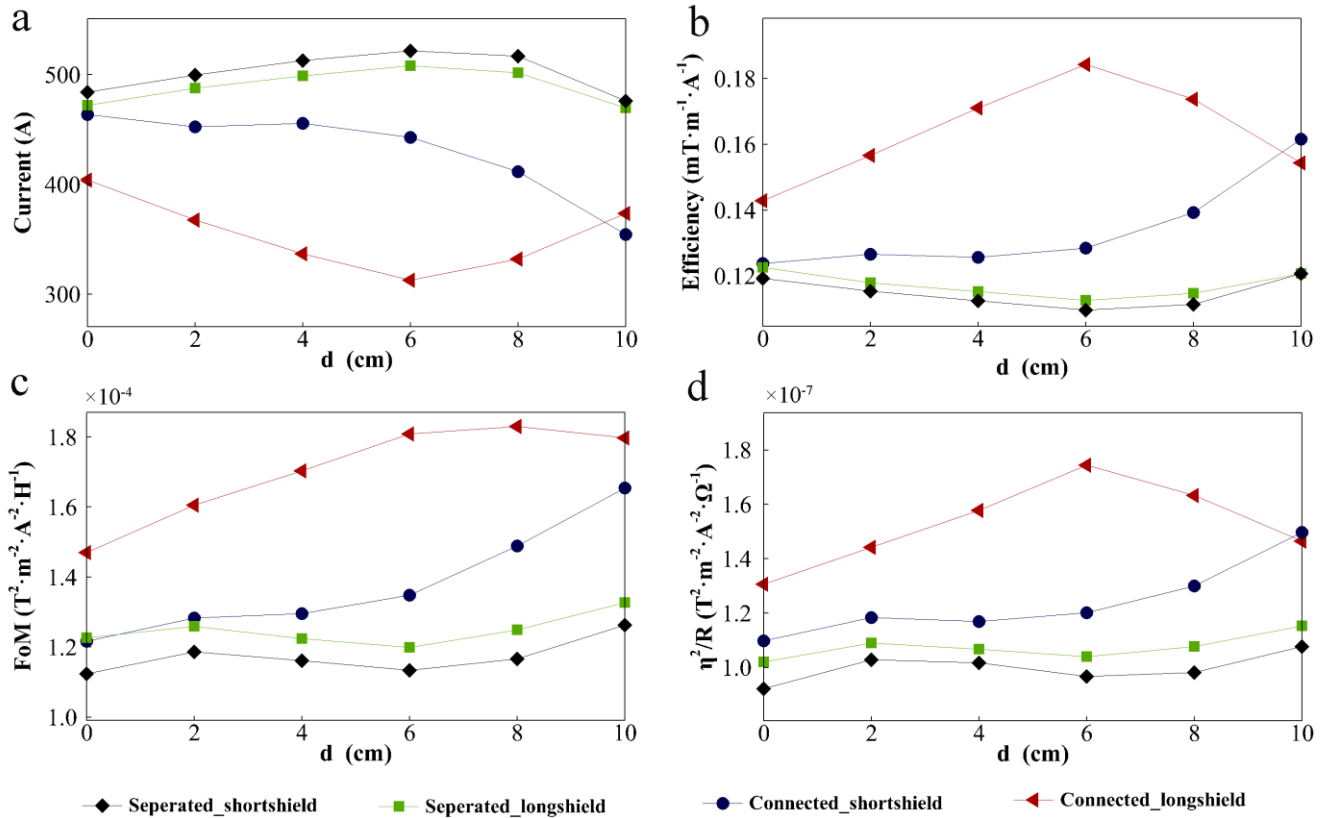 a
Current (A)
500
400
300
0 2 4 6 8 10
d (cm)
b
Efficiency (mT·m⁻¹·A⁻¹)
0.18
0.16
0.14
0.12
0 2 4 6 8 10
d (cm)
c
×10⁻⁴
FoM (T²·m⁻²·A⁻²·H⁻¹)
1.8
1.6
1.4
1.2
1.0
0 2 4 6 8 10
d (cm)
d
×10⁻⁷
η²/R (T²·m⁻²·A⁻²·Ω⁻¹)
1.8
1.6
1.4
1.2
1.0
0 2 4 6 8 10
d (cm)
Seperated_shortshield
Seperated_longshield
Connected_shortshield
Connected_longshield